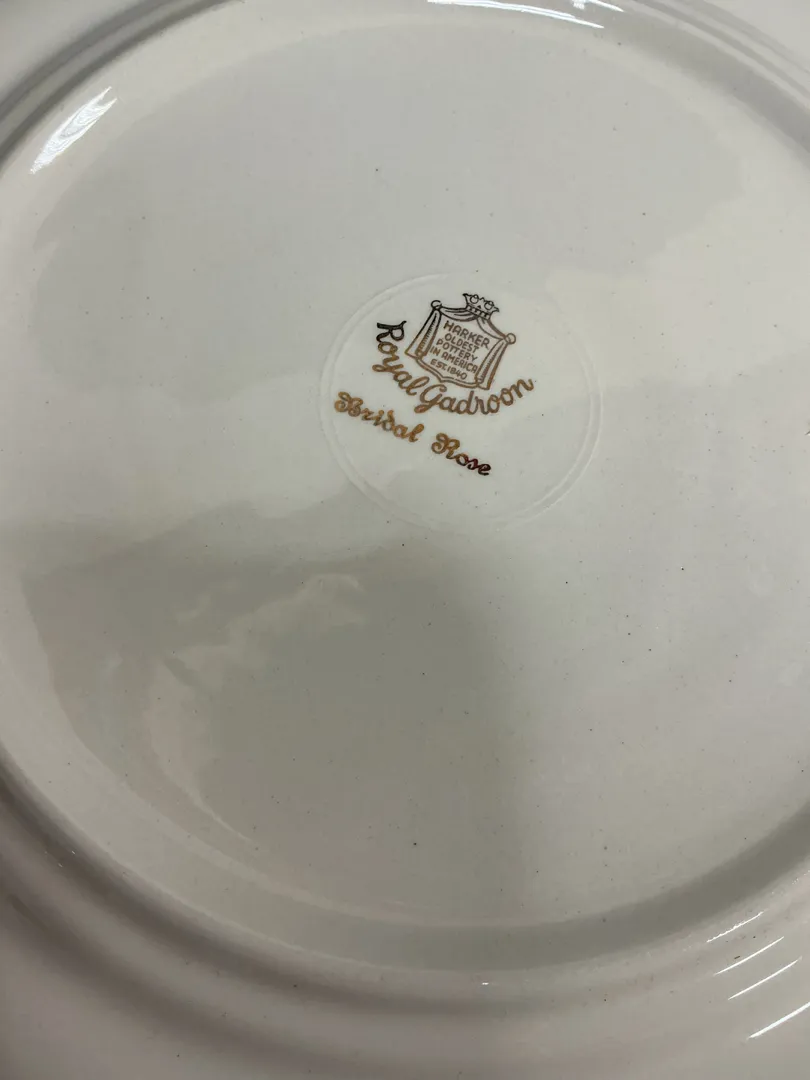 HARKER
OLDEST
POTTERY
IN AMERICA
EST. 1840
Royal Gadroon
Bridal Rose